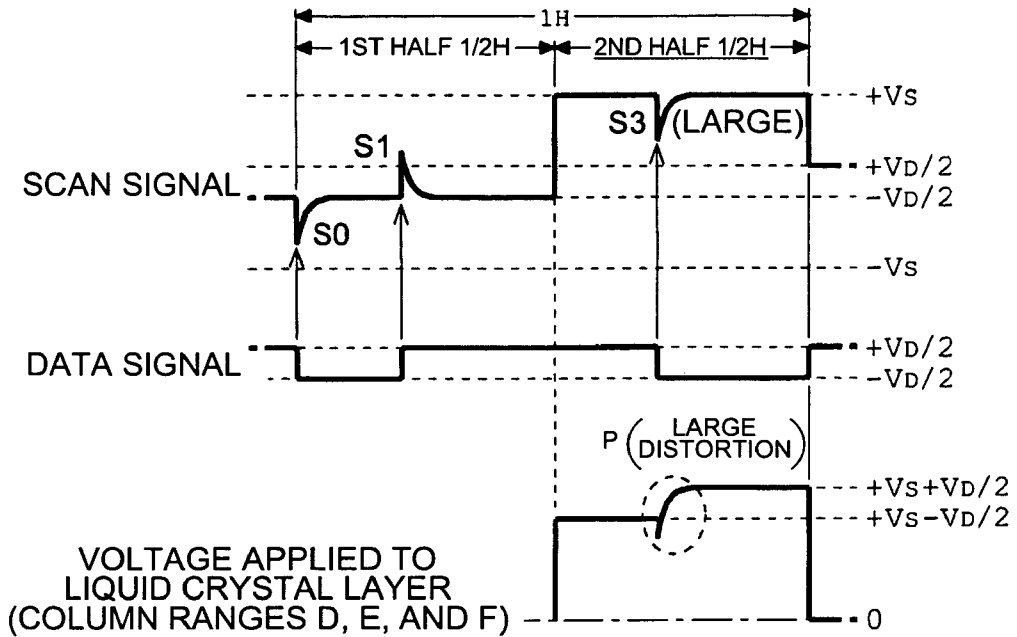 1H
1ST HALF 1/2H
2ND HALF 1/2H
+VS
S3 (LARGE)
S1
+VD/2
SCAN SIGNAL
-VD/2
S0
-VS
+VD/2
DATA SIGNAL
-VD/2
P (LARGE
DISTORTION)
+VS+VD/2
+VS-VD/2
VOLTAGE APPLIED TO
LIQUID CRYSTAL LAYER
(COLUMN RANGES D, E, AND F)
0